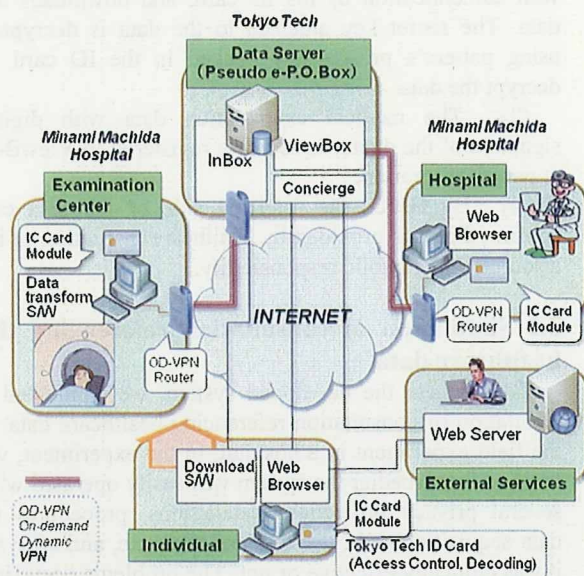 Tokyo Tech
Data Server
(Pseudo e-P.O.Box)
InBox
ViewBox
Concierge
Minami Machida
Hospital
Examination
Center
IC Card
Module
Data
transform
S/W
OD-VPN
Router
INTERNET
Minami Machida
Hospital
Hospital
Web
Browser
OD-VPN
Router
IC Card
Module
Web Server
External Services
Download
S/W
Web
Browser
Individual
IC Card
Module
Tokyo Tech ID Card
(Access Control, Decoding)
OD-VPN
On-demand
Dynamic
VPN